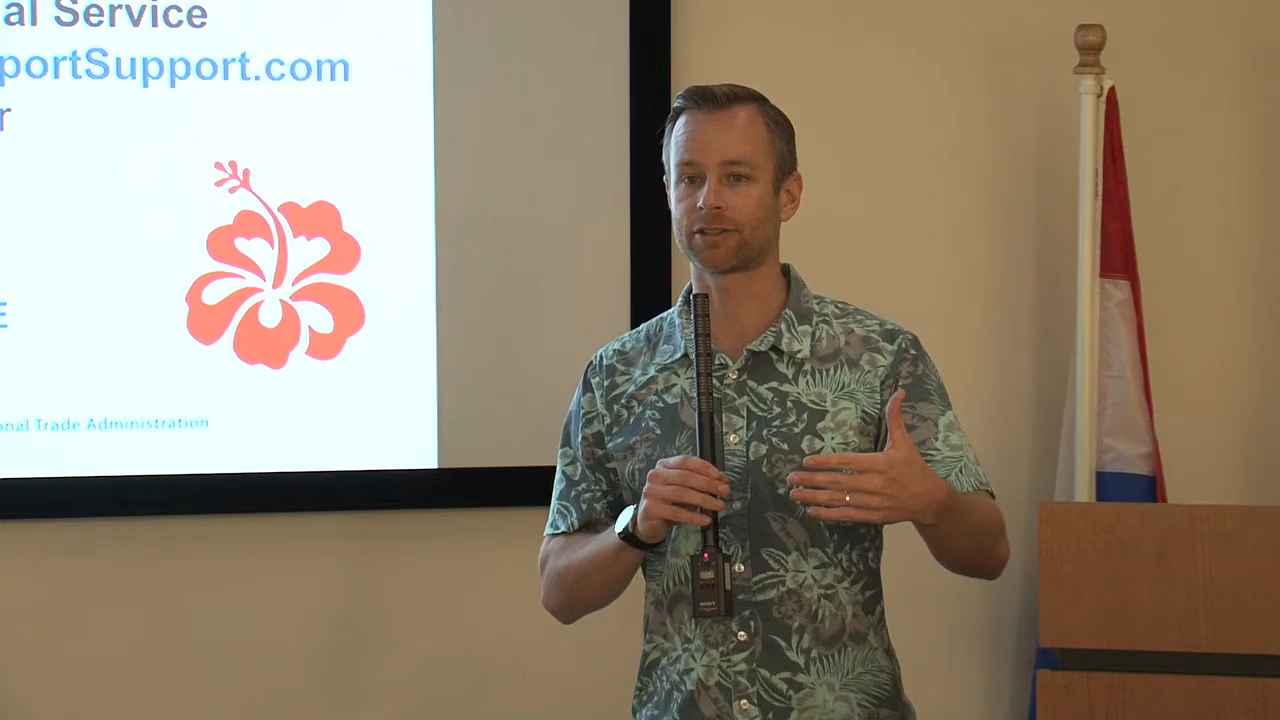 al Service
portSupport.com
r
E
onal Trade Administration